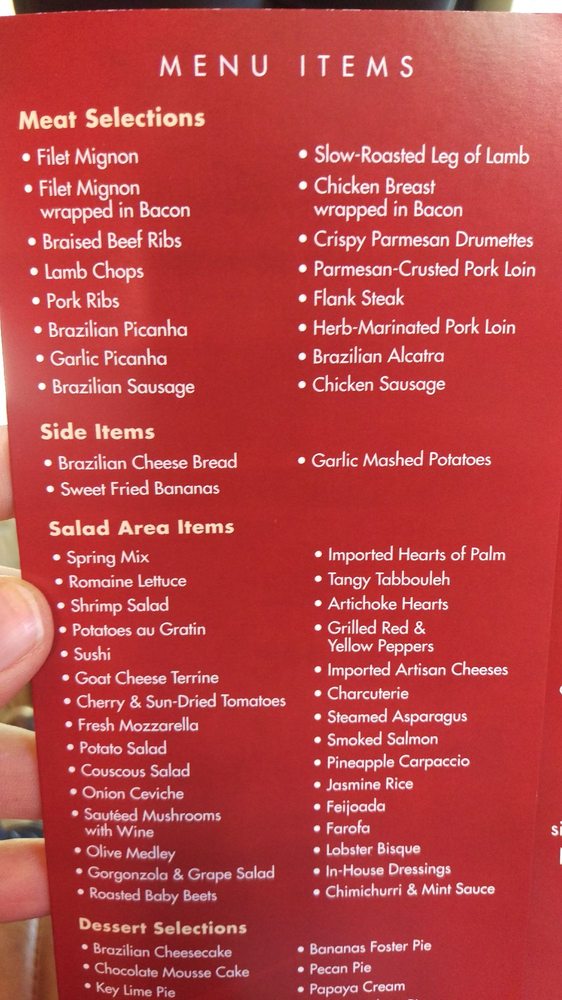 MENU ITEMS
Meat Selections
• Filet Mignon
• Filet Mignon
wrapped in Bacon
• Braised Beef Ribs
• Lamb Chops
• Pork Ribs
• Brazilian Picanha
• Garlic Picanha
• Brazilian Sausage
• Slow-Roasted Leg of Lamb
• Chicken Breast
wrapped in Bacon
• Crispy Parmesan Drumettes
• Parmesan-Crusted Pork Loin
• Flank Steak
• Herb-Marinated Pork Loin
• Brazilian Alcatra
• Chicken Sausage
Side Items
• Brazilian Cheese Bread
• Sweet Fried Bananas
• Garlic Mashed Potatoes
Salad Area Items
• Spring Mix
• Romaine Lettuce
• Shrimp Salad
• Potatoes au Gratin
• Sushi
• Goat Cheese Terrine
• Cherry & Sun-Dried Tomatoes
• Fresh Mozzarella
• Potato Salad
• Couscous Salad
• Onion Ceviche
• Sautéed Mushrooms
with Wine
• Olive Medley
• Gorgonzola & Grape Salad
• Roasted Baby Beets
• Imported Hearts of Palm
• Tangy Tabbouleh
• Artichoke Hearts
• Grilled Red &
Yellow Peppers
• Imported Artisan Cheeses
• Charcuterie
• Steamed Asparagus
• Smoked Salmon
• Pineapple Carpaccio
• Jasmine Rice
• Feijoada
• Farofa
• Lobster Bisque
• In-House Dressings
• Chimichurri & Mint Sauce
Dessert Selections
• Brazilian Cheesecake
• Chocolate Mousse Cake
• Key Lime Pie
• Bananas Foster Pie
• Pecan Pie
• Papaya Cream